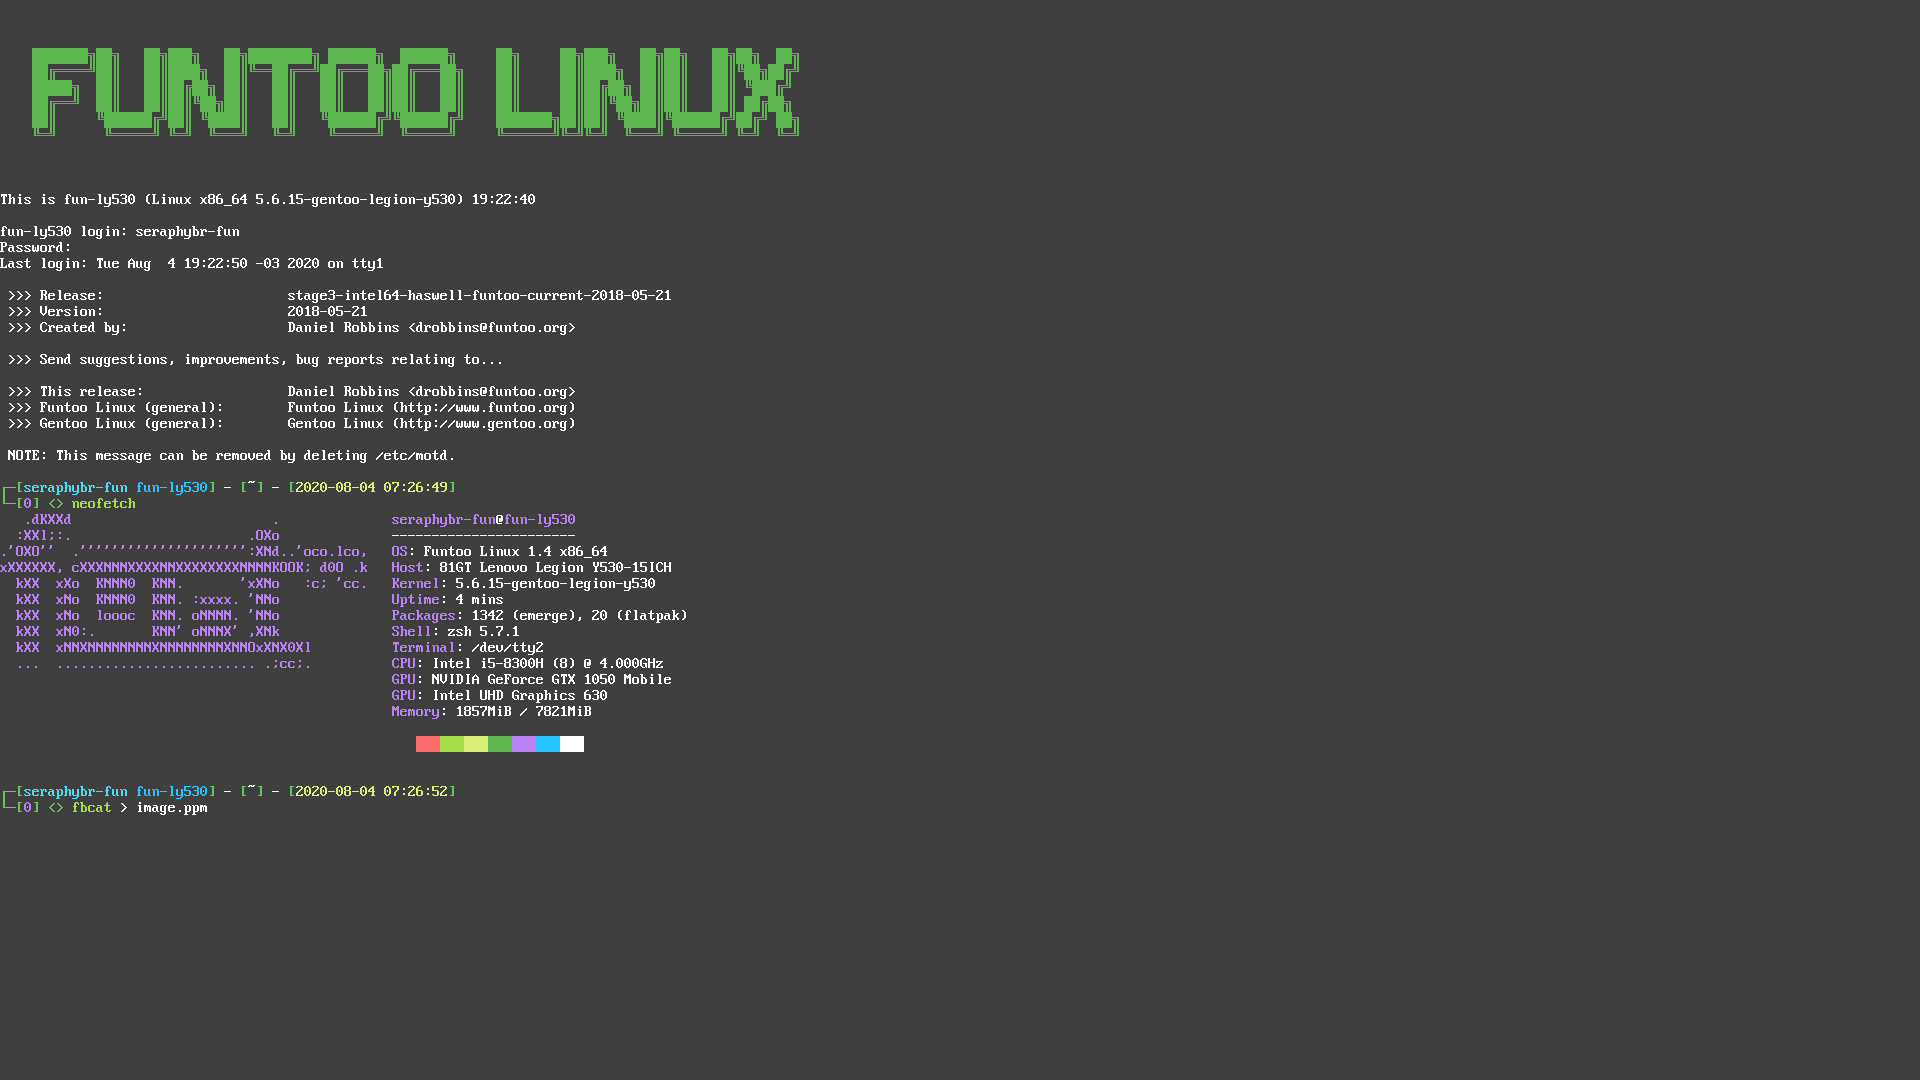 FUNTOO LINUX
This is fun-ly530 (Linux x86_64 5.6.15-gentoo-legion-y530) 19:22:40
fun-ly530 login: seraphybr-fun
Password:
Last login: Tue Aug  4 19:22:50 -03 2020 on tty1
>>> Release:                       stage3-intel64-haswell-funtoo-current-2018-05-21
>>> Version:                       2018-05-21
>>> Created by:                    Daniel Robbins <drobbins@funtoo.org>
>>> Send suggestions, improvements, bug reports relating to...
>>> This release:                  Daniel Robbins <drobbins@funtoo.org>
>>> Funtoo Linux (general):        Funtoo Linux (http://www.funtoo.org)
>>> Gentoo Linux (general):        Gentoo Linux (http://www.gentoo.org)
NOTE: This message can be removed by deleting /etc/motd.
┌─[seraphybr-fun fun-ly530] - [~] - [2020-08-04 07:26:49]
└─[0] <> neofetch
   .dKXXd                         .              seraphybr-fun@fun-ly530
  :XXl;:.                      .OXo              -----------------------
.'OXO''  .''''''''''''''''''''':XNd..'oco.lco,   OS: Funtoo Linux 1.4 x86_64
xXXXXXX, cXXXNNNXXXXNNXXXXXXXXNNNNKOOK; d0O .k   Host: 81GT Lenovo Legion Y530-15ICH
  kXX  xXo  KNNN0  KNN.       'xXNo   :c; 'cc.   Kernel: 5.6.15-gentoo-legion-y530
  kXX  xNo  KNNN0  KNN. :xxxx. 'NNo              Uptime: 4 mins
  kXX  xNo  loooc  KNN. oNNNN. 'NNo              Packages: 1342 (emerge), 20 (flatpak)
  kXX  xN0:.       KNN' oNNNX' ,XNk              Shell: zsh 5.7.1
  kXX  xNNXNNNNNNNNXNNNNNNNNXNNOxXNX0Xl          Terminal: /dev/tty2
  ...  ......................... .;cc;.          CPU: Intel i5-8300H (8) @ 4.000GHz
GPU: NVIDIA GeForce GTX 1050 Mobile
GPU: Intel UHD Graphics 630
Memory: 1857MiB / 7821MiB
┌─[seraphybr-fun fun-ly530] - [~] - [2020-08-04 07:26:52]
└─[0] <> fbcat > image.ppm